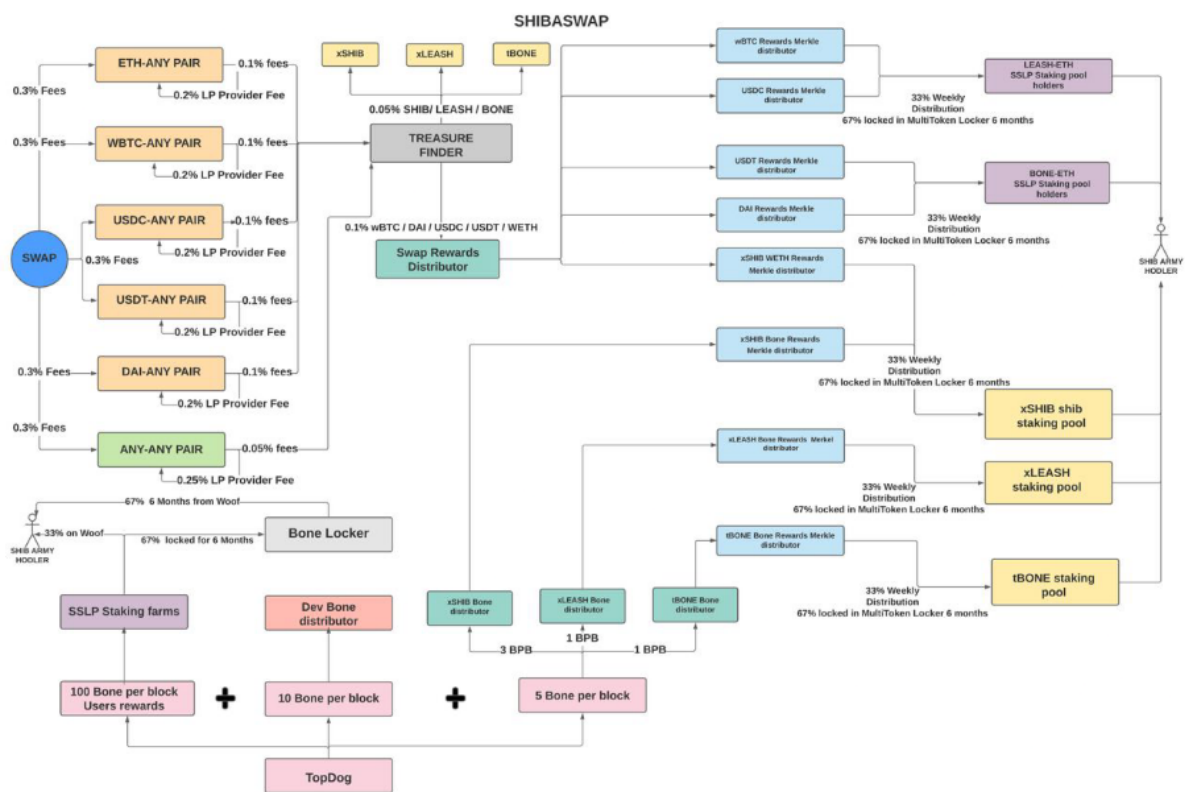 SHIBASWAP
xSHIB
xLEASH
tBONE
0.05% SHIB/ LEASH / BONE
TREASURE
FINDER
0.1% wBTC / DAI / USDC / USDT / WETH
Swap Rewards
Distributor
SWAP
0.3% Fees
ETH-ANY PAIR
0.1% fees
0.2% LP Provider Fee
0.3% Fees
WBTC-ANY PAIR
0.1% fees
0.2% LP Provider Fee
0.3% Fees
USDC-ANY PAIR
0.1% fees
0.2% LP Provider Fee
USDT-ANY PAIR
0.1% fees
0.2% LP Provider Fee
0.3% Fees
DAI-ANY PAIR
0.1% fees
0.2% LP Provider Fee
0.3% Fees
ANY-ANY PAIR
0.05% fees
0.25% LP Provider Fee
wBTC Rewards Merkle
distributor
USDC Rewards Merkle
distributor
33% Weekly
Distribution
67% locked in MultiToken Locker 6 months
LEASH-ETH
SSLP Staking pool
holders
USDT Rewards Merkle
distributor
DAI Rewards Merkle
distributor
33% Weekly
Distribution
67% locked in MultiToken Locker 6 months
BONE-ETH
SSLP Staking pool
holders
SHIB ARMY
HODLER
xSHIB WETH Rewards
Merkle distributor
xSHIB Bone Rewards
Merkle distributor
33% Weekly
Distribution
67% locked in MultiToken Locker 6 months
xSHIB shib
staking pool
xLEASH Bone Rewards Merkel
distributor
33% Weekly
Distribution
67% locked in MultiToken Locker 6 months
xLEASH
staking pool
tBONE Bone Rewards Merkle
distributor
33% Weekly
Distribution
67% locked in MultiToken Locker 6 months
tBONE staking
pool
67% 6 Months from Woof
SHIB ARMY
HODLER
33% on Woof
67% locked for 6 Months
Bone Locker
SSLP Staking farms
Dev Bone
distributor
xSHIB Bone
distributor
xLEASH Bone
distributor
tBONE Bone
distributor
3 BPB
1 BPB
1 BPB
100 Bone per block
Users rewards
+
10 Bone per block
+
5 Bone per block
TopDog